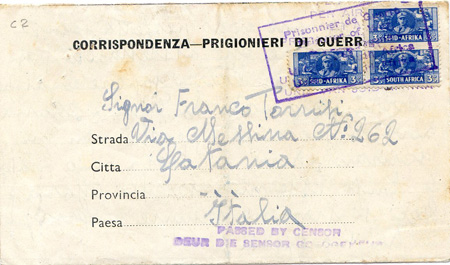 C2
Prisonnier de
CORRISPONDENZA—PRIGIONIERI DI GUERR
SUID-AFRIKA
SOUTH AFRICA
Signor Franco
Strada Via Messina No 262
Citta Catania
Provincia
Paesa Italia
PASSED BY CENSOR
DEUR DIE SENSOR